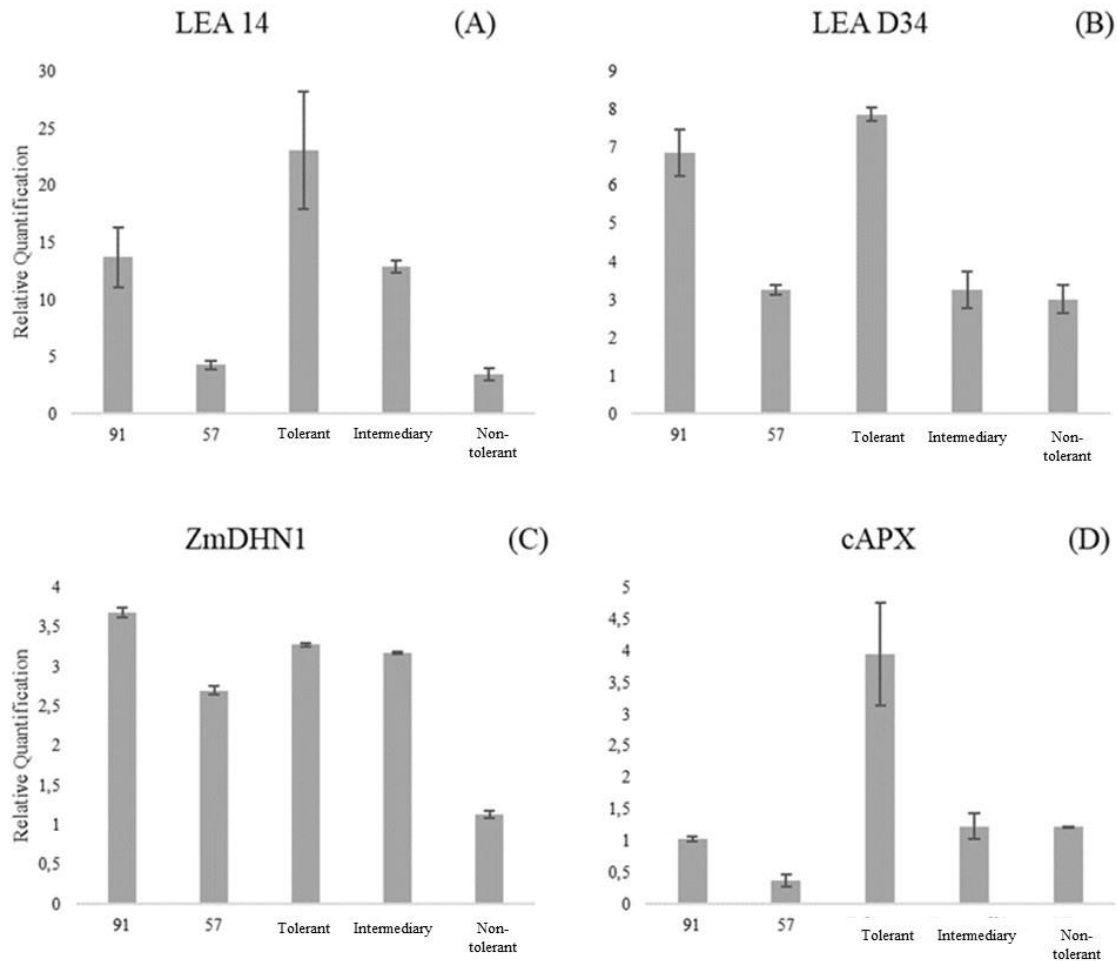 LEA 14 (A)
Relative Quantification
30
25
20
15
10
5
0
91 57 Tolerant Intermediary Non-
tolerant
LEA D34 (B)
9
8
7
6
5
4
3
2
1
0
91 57 Tolerant Intermediary Non-
tolerant
ZmDHN1 (C)
Relative Quantification
4
3,5
3
2,5
2
1,5
1
0,5
0
91 57 Tolerant Intermediary Non-
tolerant
cAPX (D)
5
4,5
4
3,5
3
2,5
2
1,5
1
0,5
0
91 57 Tolerant Intermediary Non-
tolerant